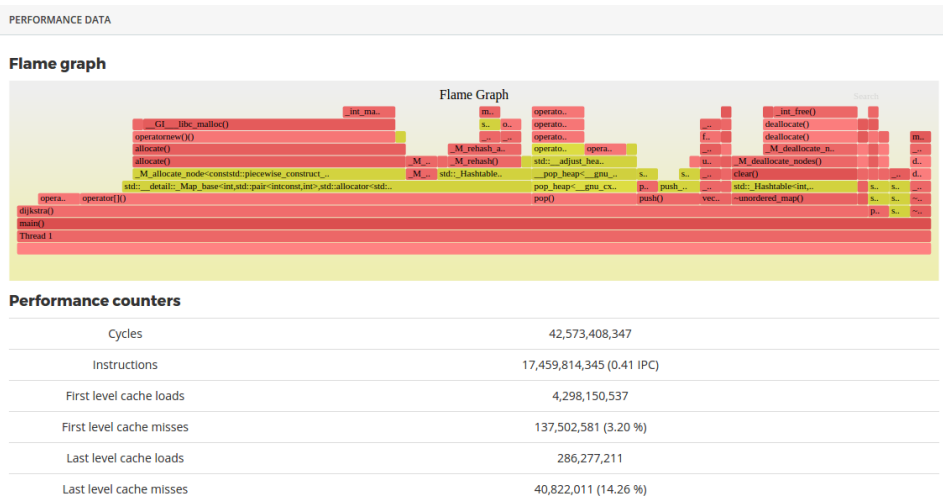 PERFORMANCE DATA
Flame graph
Flame Graph
Search
_int_ma.. m.. operato.. _int_free()
__GI___libc_malloc() s.. o.. operato.. deallocate()
operatornew()() _.. _.. operato.. f.. deallocate() m..
allocate() _M_rehash_a.. operato.. opera.. _.. _M_deallocate_n.. _..
allocate() _M_.. _M_rehash() std::__adjust_hea.. u.. _M_deallocate_nodes() d..
_M_allocate_node<conststd::piecewise_construct_.. _M_.. std::_Hashtable.. __pop_heap<__gnu_.. s.. s.. _.. clear() _.. d..
std::__detail::_Map_base<int,std::pair<intconst,int>,std::allocator<std.. pop_heap<__gnu_cx.. p.. push_.. _.. std::_Hashtable<int,.. s.. s.. _..
opera.. operator[]() pop() push() vec.. ~unordered_map() s.. s.. ~..
dijkstra() p.. s.. ~..
main()
Thread 1
Performance counters
Cycles 42,573,408,347
Instructions 17,459,814,345 (0.41 IPC)
First level cache loads 4,298,150,537
First level cache misses 137,502,581 (3.20 %)
Last level cache loads 286,277,211
Last level cache misses 40,822,011 (14.26 %)